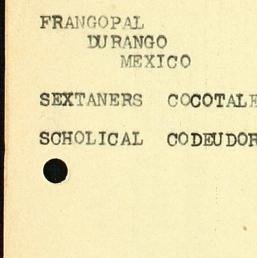 FRANGOPAL
DURANGO
MEXICO
SEXTANERS COCOTALE
SCHOLICAL CODEUDOR